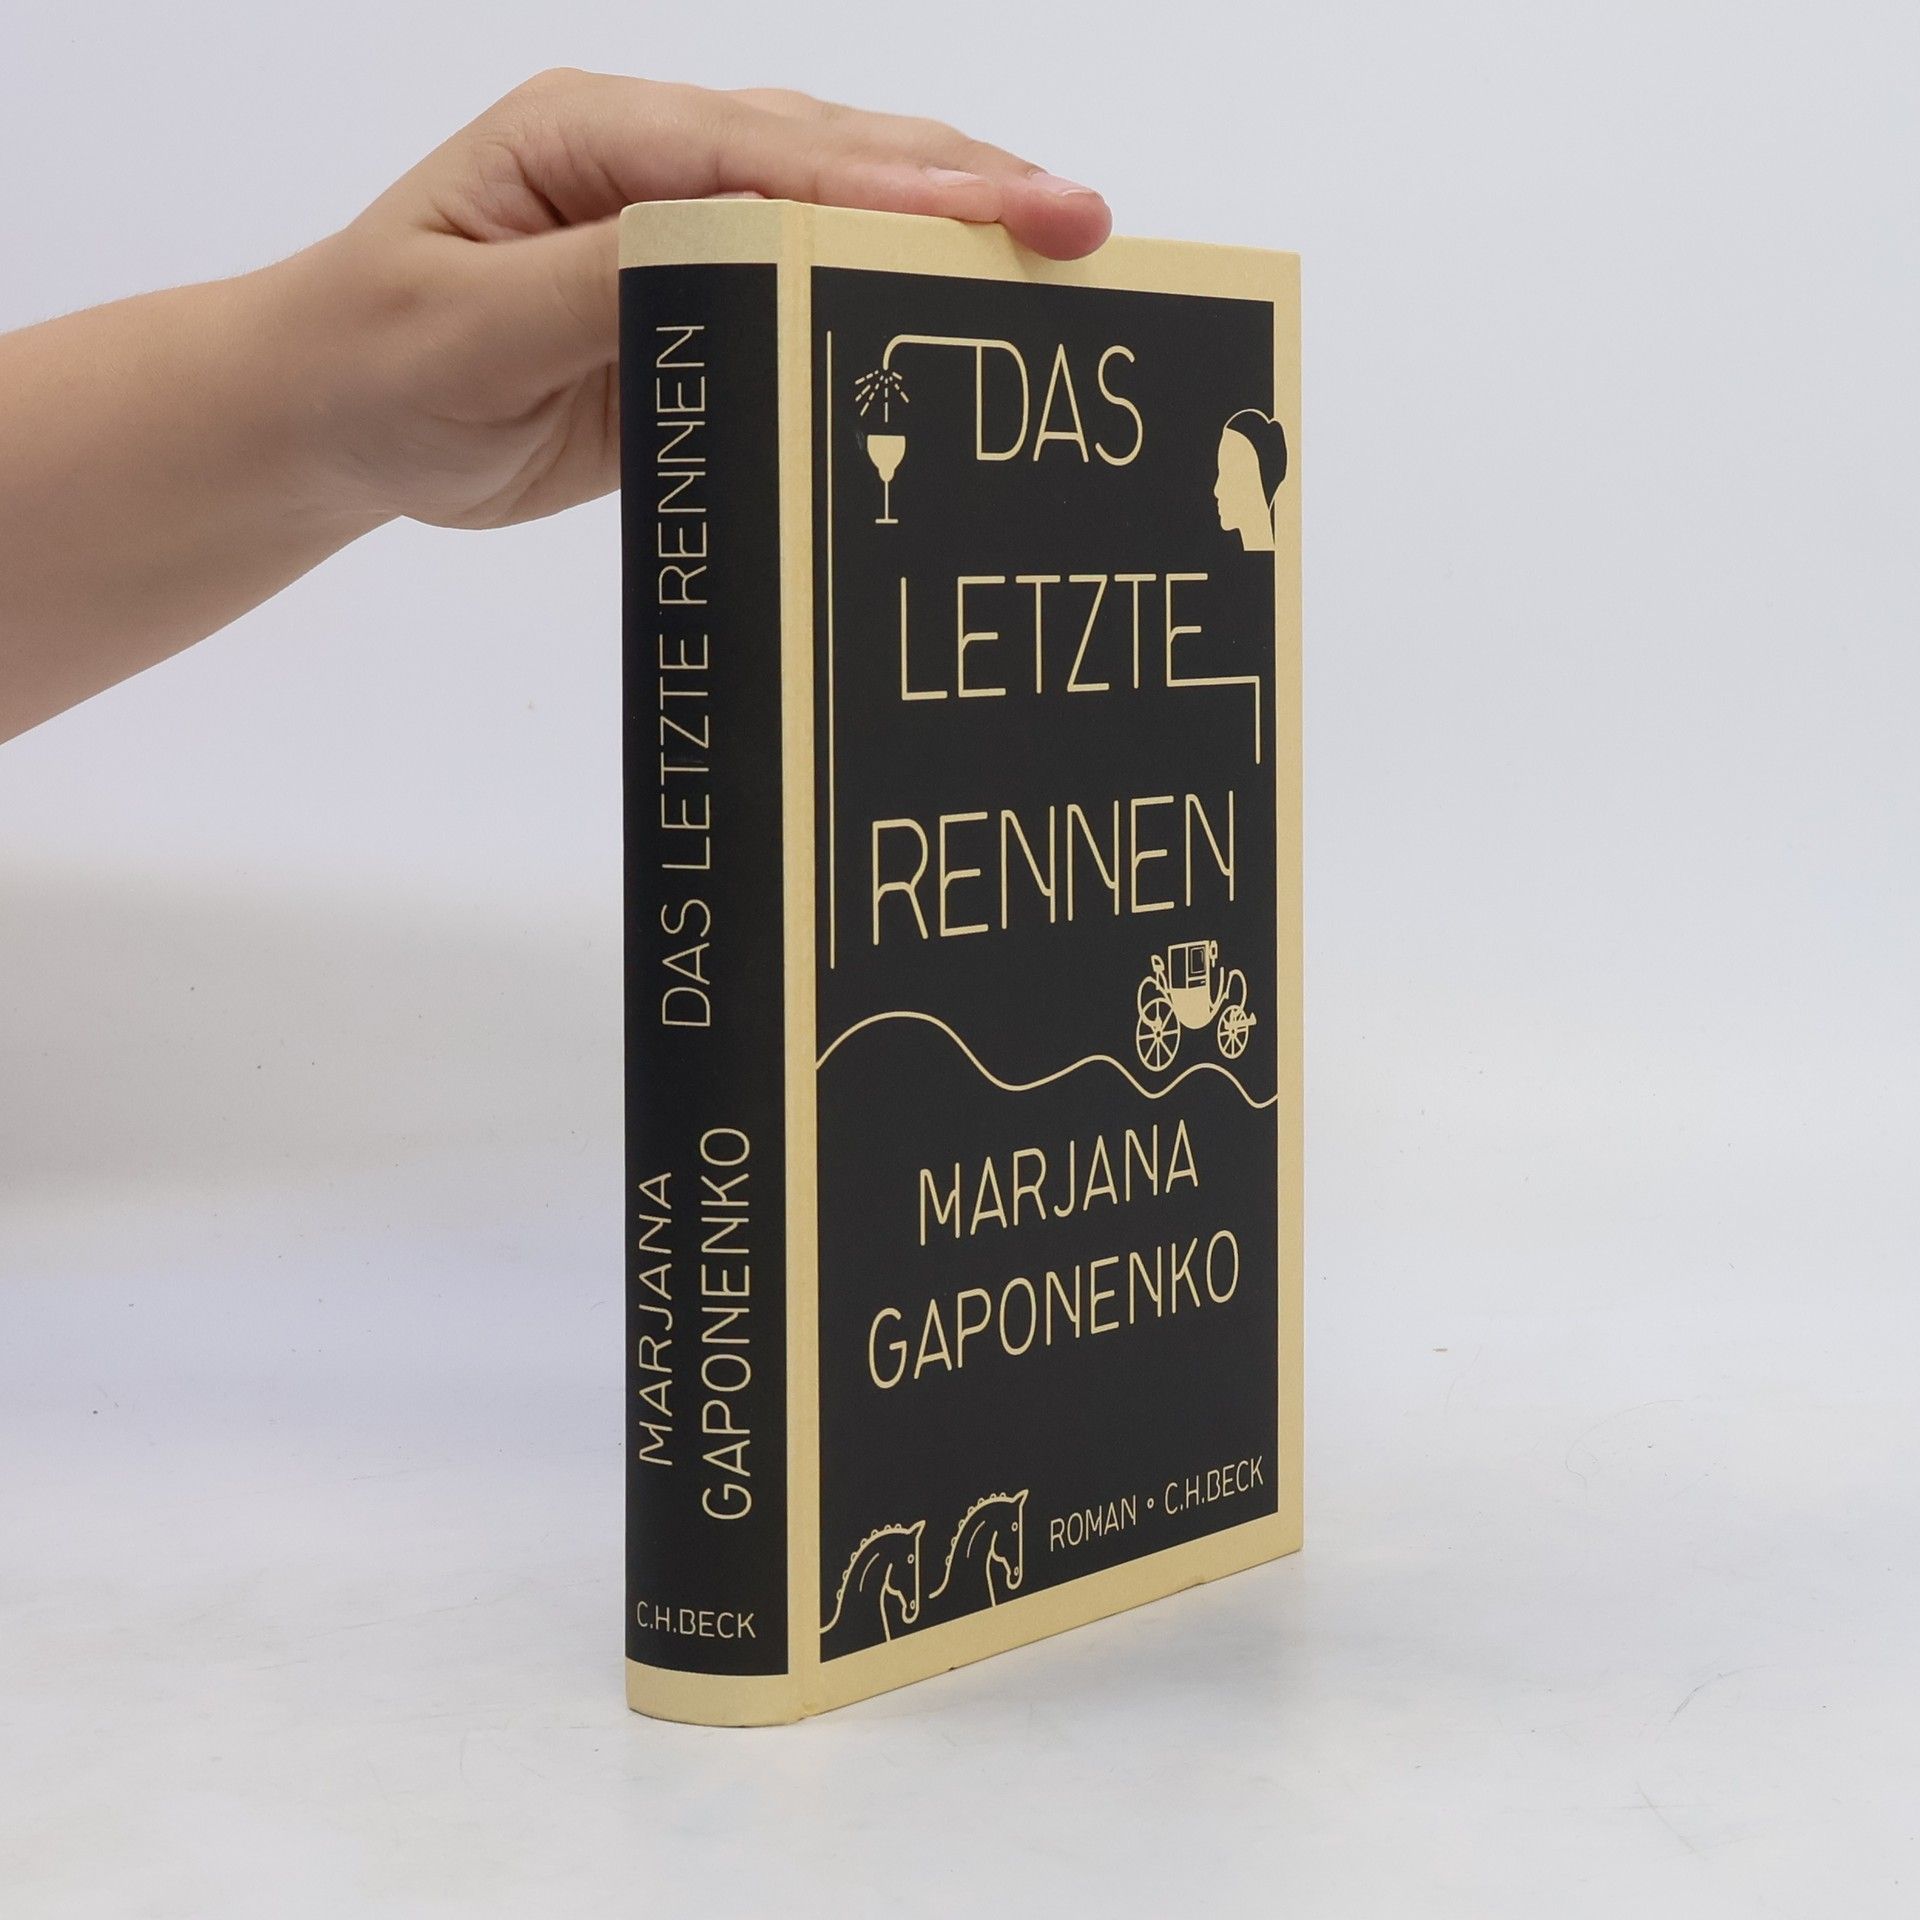 DAS LETZTE RENNEN
MARJANA
GAPONENKO
C.H.BECK
DAS
LETZTE
RENNEN
MARJANA
GAPONENKO
ROMAN • C.H.BECK